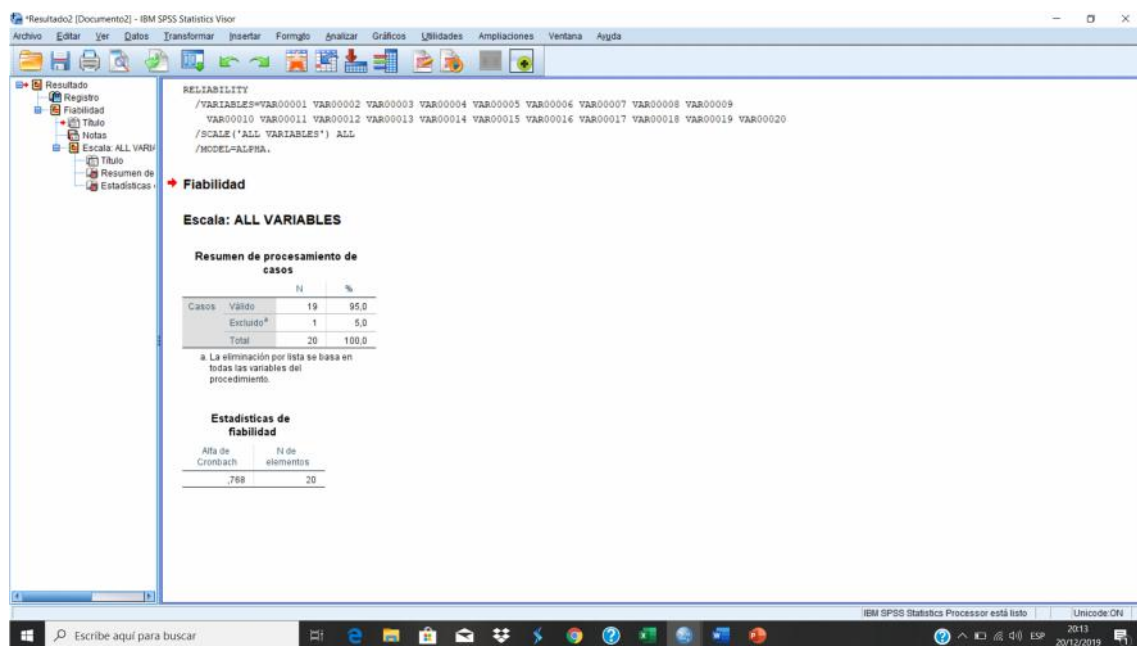 *Resultado2 [Documento2] - IBM SPSS Statistics Visor
Archivo Editar Ver Datos Transformar Insertar Formato Analizar Gráficos Utilidades Ampliaciones Ventana Ayuda
Resultado
Registro
Fiabilidad
Título
Notas
Escala: ALL VARIA
Título
Resumen de
Estadísticas
RELIABILITY
/VARIABLES=VAR00001 VAR00002 VAR00003 VAR00004 VAR00005 VAR00006 VAR00007 VAR00008 VAR00009
VAR00010 VAR00011 VAR00012 VAR00013 VAR00014 VAR00015 VAR00016 VAR00017 VAR00018 VAR00019 VAR00020
/SCALE('ALL VARIABLES') ALL
/MODEL=ALPHA.
Fiabilidad
Escala: ALL VARIABLES
Resumen de procesamiento de
casos
N %
Casos Válido 19 95,0
Excluidoª 1 5,0
Total 20 100,0
a. La eliminación por lista se basa en
todas las variables del
procedimiento.
Estadísticas de
fiabilidad
Alfa de N de
Cronbach elementos
,768 20
IBM SPSS Statistics Processor está listo Unicode:ON
Escribe aquí para buscar
ESP
20:13
20/12/2019